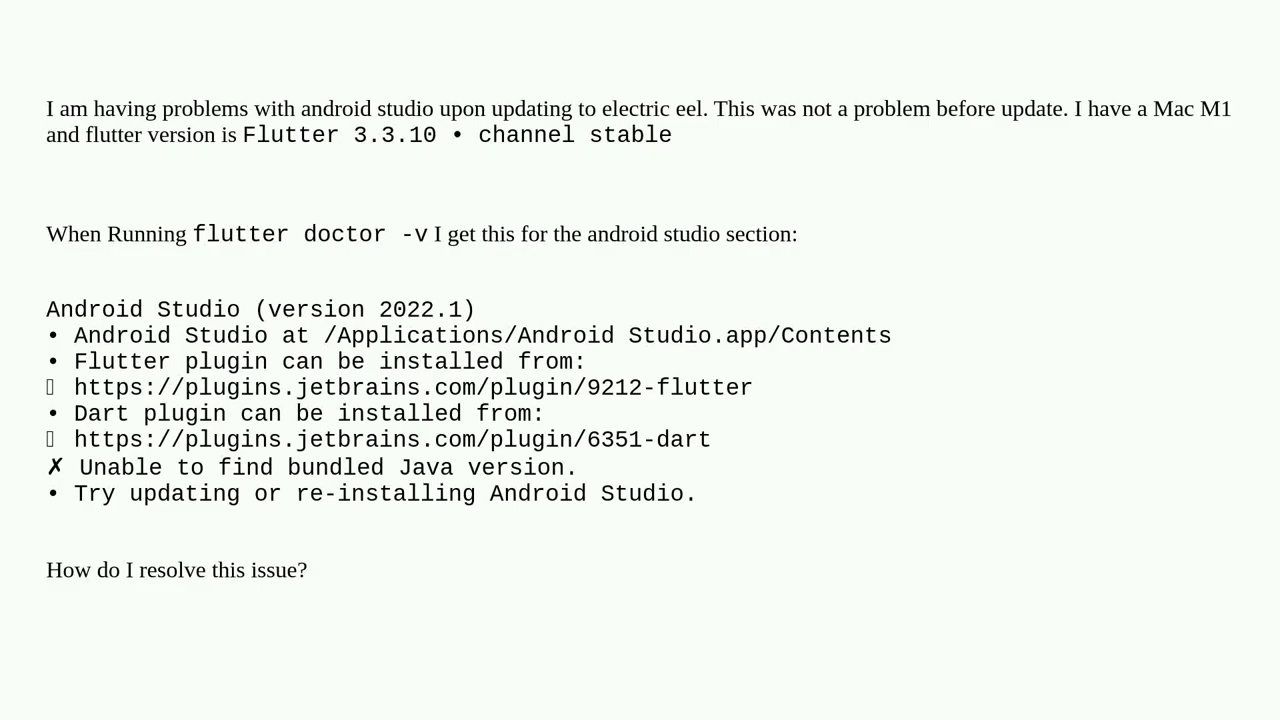 I am having problems with android studio upon updating to electric eel. This was not a problem before update. I have a Mac M1
and flutter version is Flutter 3.3.10 • channel stable
When Running flutter doctor -v I get this for the android studio section:
Android Studio (version 2022.1)
• Android Studio at /Applications/Android Studio.app/Contents
• Flutter plugin can be installed from:
▯ https://plugins.jetbrains.com/plugin/9212-flutter
• Dart plugin can be installed from:
▯ https://plugins.jetbrains.com/plugin/6351-dart
✗ Unable to find bundled Java version.
• Try updating or re-installing Android Studio.
How do I resolve this issue?